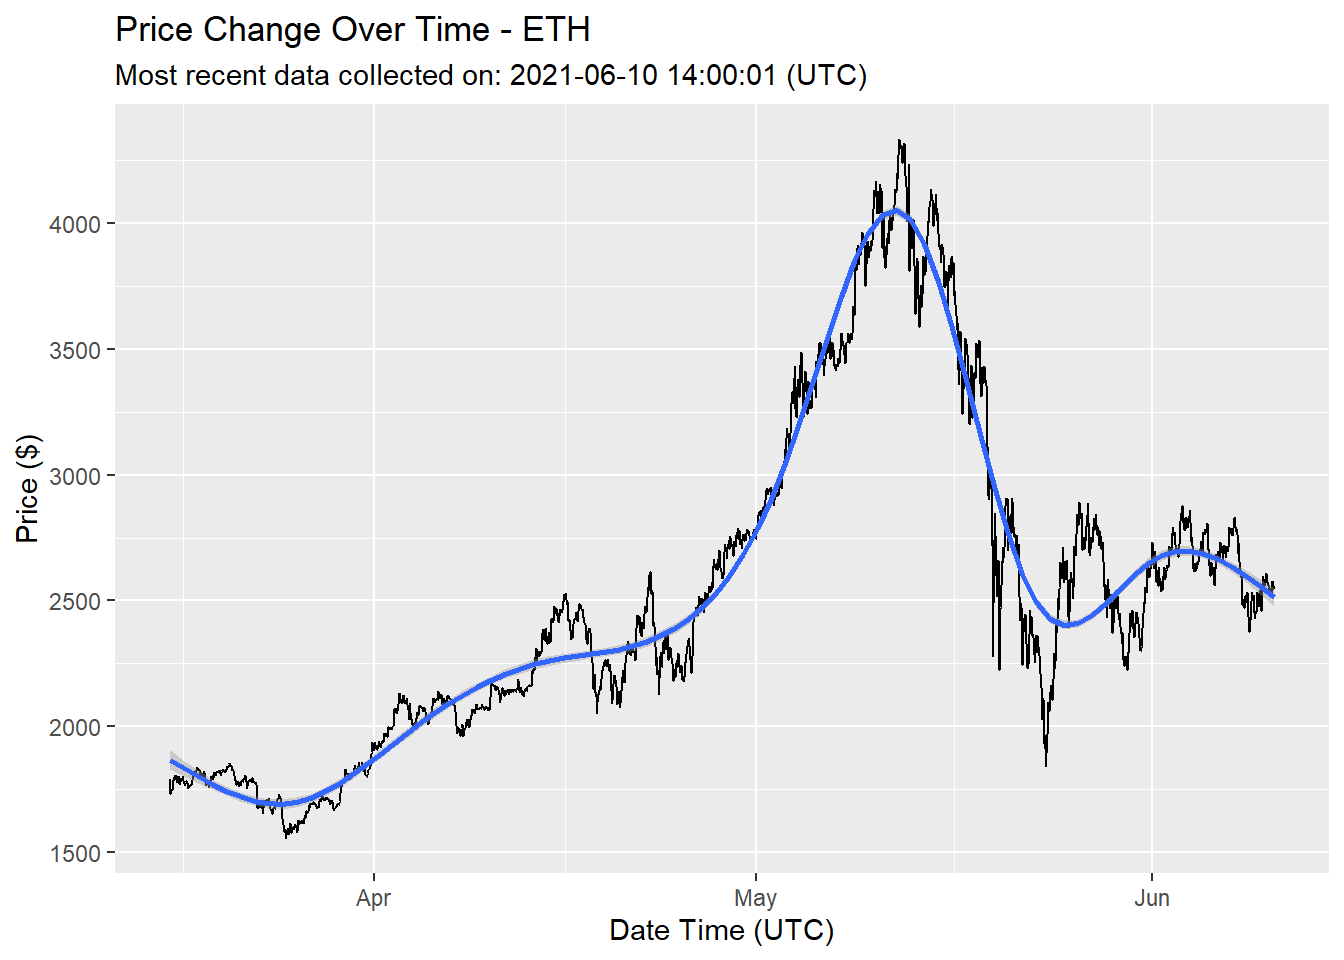 Price Change Over Time - ETH
Most recent data collected on: 2021-06-10 14:00:01 (UTC)
Price ($)
4000
3500
3000
2500
2000
1500
Apr
May
Jun
Date Time (UTC)